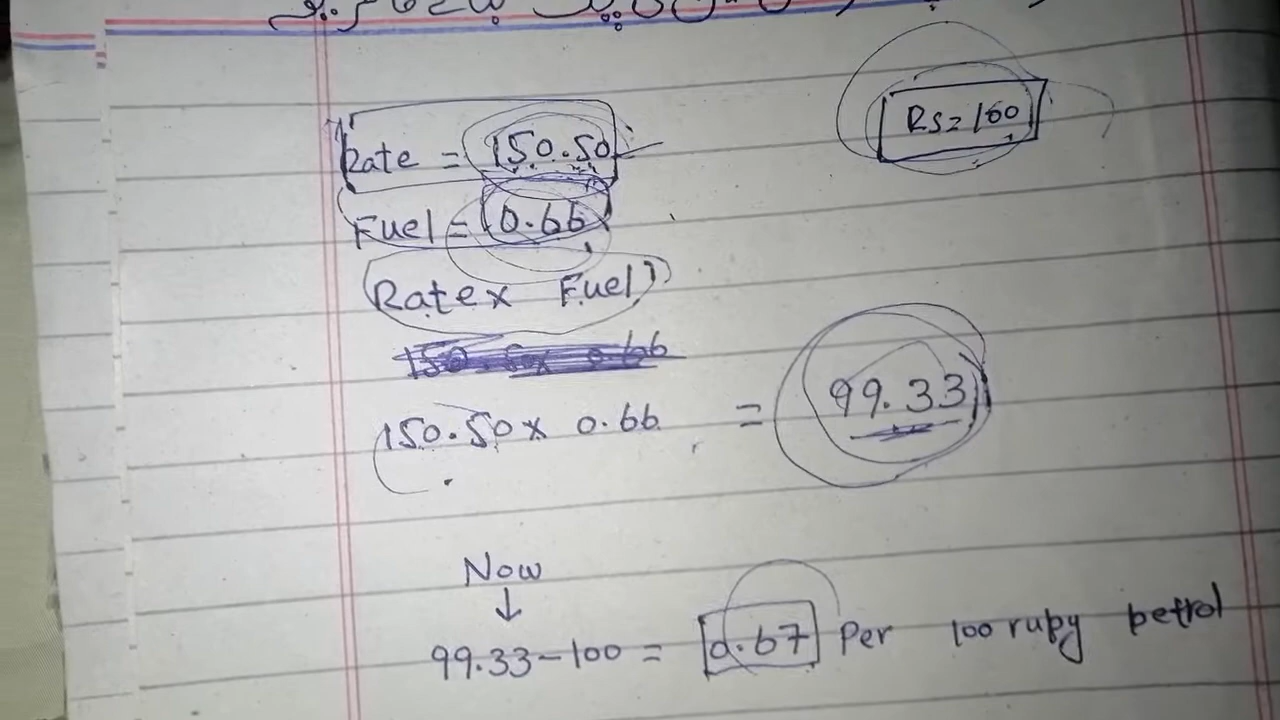 Rs= 100
Rate = 150.50
Fuel = 0.66
Rate x Fuel
150.50 x 0.66 = 99.33
Now
↓
99.33-100 = 0.67 Per 100 rupy petrol